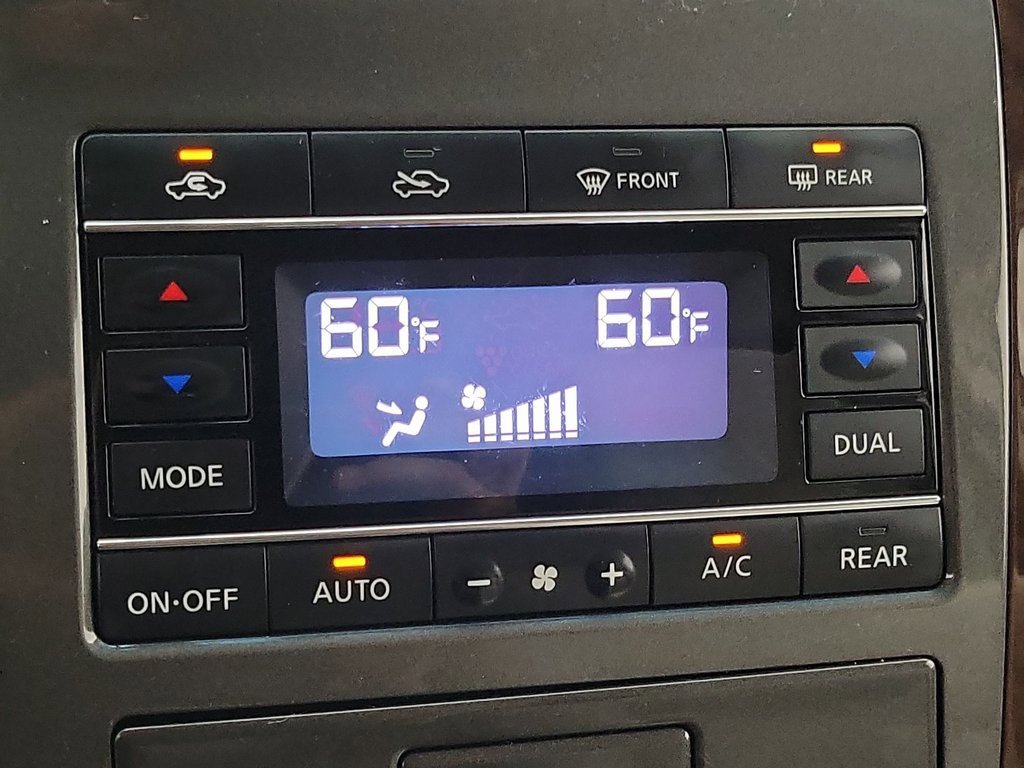 FRONT
REAR
60°F
60°F
MODE
DUAL
ON•OFF
AUTO
−
+
A/C
REAR